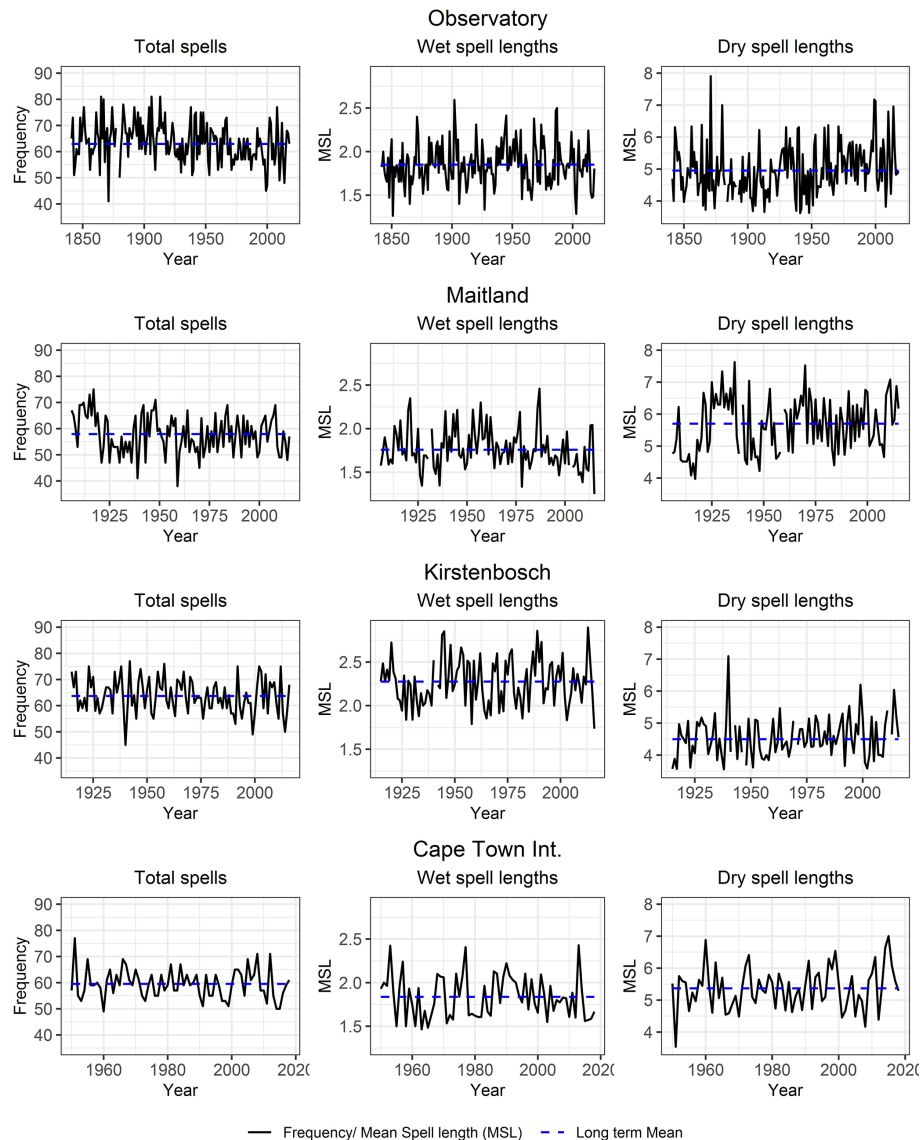 Observatory
Total spells
Wet spell lengths
Dry spell lengths
Frequency
90
80
70
60
50
40
1850 1900 1950 2000
Year
MSL
2.5
2.0
1.5
1850 1900 1950 2000
Year
MSL
8
7
6
5
4
1850 1900 1950 2000
Year
Maitland
Total spells
Wet spell lengths
Dry spell lengths
Frequency
90
80
70
60
50
40
1925 1950 1975 2000
Year
MSL
2.5
2.0
1.5
1925 1950 1975 2000
Year
MSL
8
7
6
5
4
1925 1950 1975 2000
Year
Kirstenbosch
Total spells
Wet spell lengths
Dry spell lengths
Frequency
90
80
70
60
50
40
1925 1950 1975 2000
Year
MSL
2.5
2.0
1.5
1925 1950 1975 2000
Year
MSL
8
7
6
5
4
1925 1950 1975 2000
Year
Cape Town Int.
Total spells
Wet spell lengths
Dry spell lengths
Frequency
90
80
70
60
50
40
1960 1980 2000 202
Year
MSL
2.5
2.0
1.5
1960 1980 2000 202
Year
MSL
8
7
6
5
4
1960 1980 2000 202
Year
Frequency/ Mean Spell length (MSL) Long term Mean